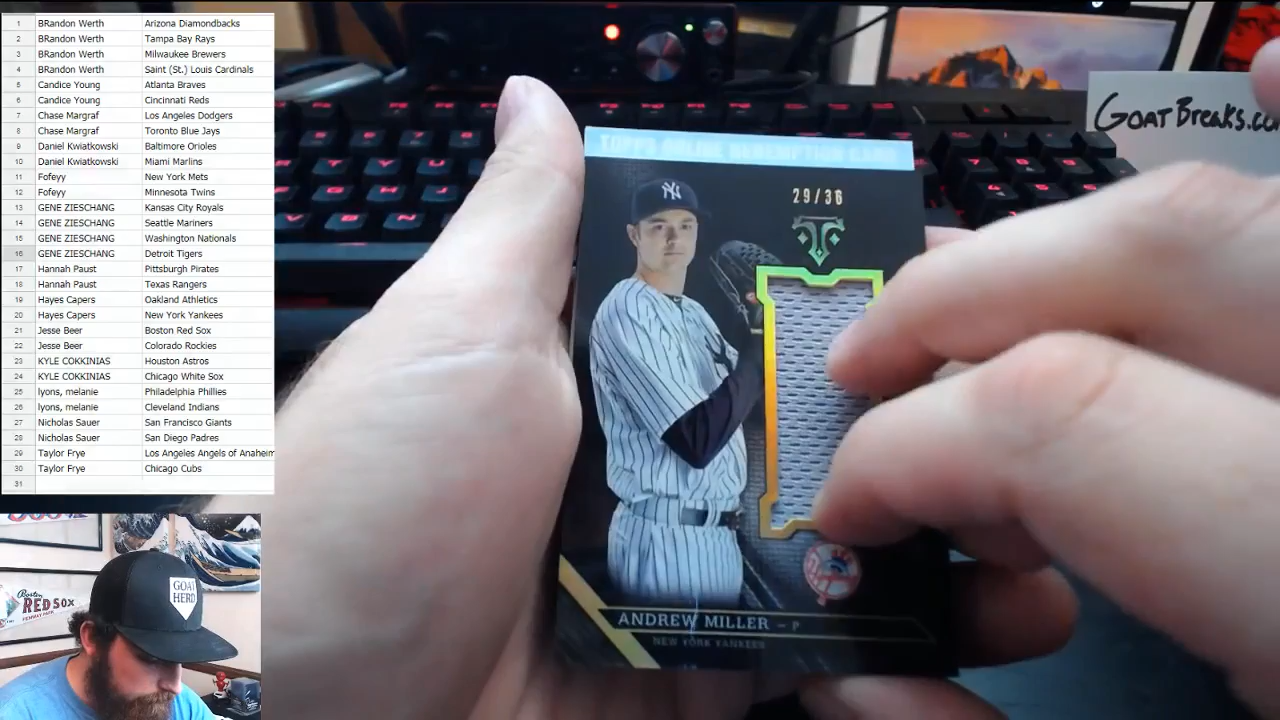 1 BRandon Werth Arizona Diamondbacks
2 BRandon Werth Tampa Bay Rays
3 BRandon Werth Milwaukee Brewers
4 BRandon Werth Saint (St.) Louis Cardinals
5 Candice Young Atlanta Braves
6 Candice Young Cincinnati Reds
7 Chase Margraf Los Angeles Dodgers
8 Chase Margraf Toronto Blue Jays
9 Daniel Kwiatkowski Baltimore Orioles
10 Daniel Kwiatkowski Miami Marlins
11 Fofeyy New York Mets
12 Fofeyy Minnesota Twins
13 GENE ZIESCHANG Kansas City Royals
14 GENE ZIESCHANG Seattle Mariners
15 GENE ZIESCHANG Washington Nationals
16 GENE ZIESCHANG Detroit Tigers
17 Hannah Paust Pittsburgh Pirates
18 Hannah Paust Texas Rangers
19 Hayes Capers Oakland Athletics
20 Hayes Capers New York Yankees
21 Jesse Beer Boston Red Sox
22 Jesse Beer Colorado Rockies
23 KYLE COKKINIAS Houston Astros
24 KYLE COKKINIAS Chicago White Sox
25 lyons, melanie Philadelphia Phillies
26 lyons, melanie Cleveland Indians
27 Nicholas Sauer San Francisco Giants
28 Nicholas Sauer San Diego Padres
29 Taylor Frye Los Angeles Angels of Anaheim
30 Taylor Frye Chicago Cubs
31
GOATBREAKS.CO
TOPPS ONLINE REDEMPTION CARD
29/36
NY
ANDREW MILLER – P
NEW YORK YANKEES
GOAT
HERD
Boston
RED SOX
FENWAY PARK